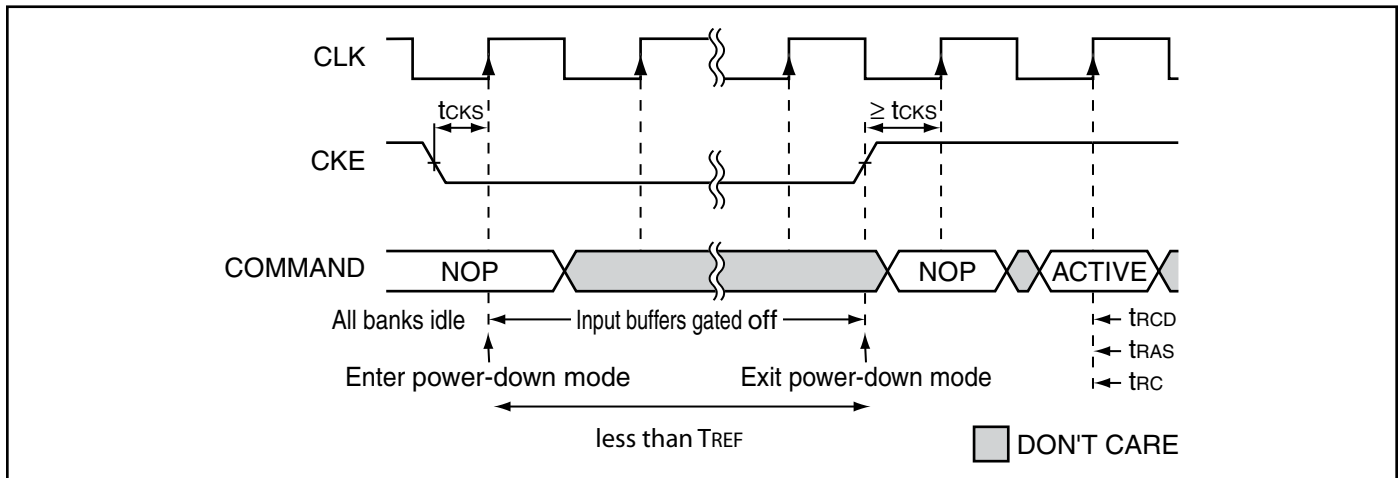 CLK
tCKS
≥ tCKS
CKE
COMMAND
NOP
NOP
ACTIVE
All banks idle
Input buffers gated off
tRCD
tRAS
tRC
Enter power-down mode
Exit power-down mode
less than TREF
DON'T CARE